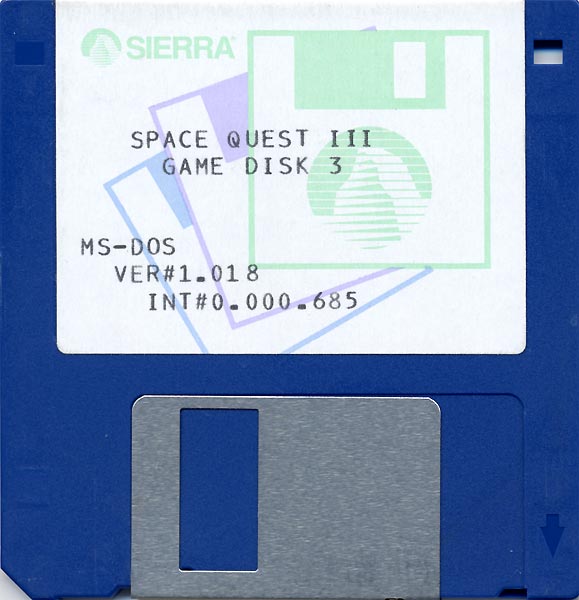 SIERRA®
SPACE QUEST III
GAME DISK 3
MS-DOS
VER#1.018
INT#0.000.685